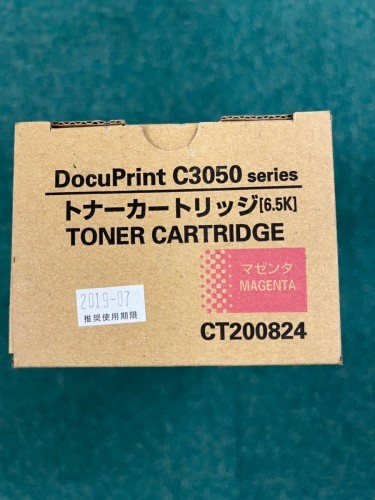 DocuPrint C3050 series
トナーカートリッジ[6.5K]
TONER CARTRIDGE
マゼンタ
MAGENTA
2019-07
推奨使用期限
CT200824